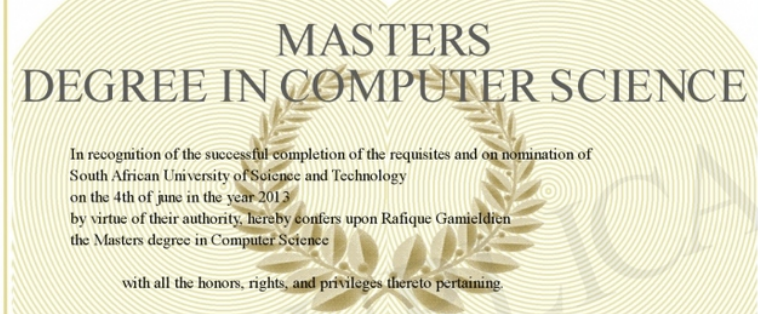 MASTERS
DEGREE IN COMPUTER SCIENCE
In recognition of the successful completion of the requisites and on nomination of
South African University of Science and Technology
on the 4th of june in the year 2013
by virtue of their authority, hereby confers upon Rafique Gamieldien
the Masters degree in Computer Science
with all the honors, rights, and privileges thereto pertaining.